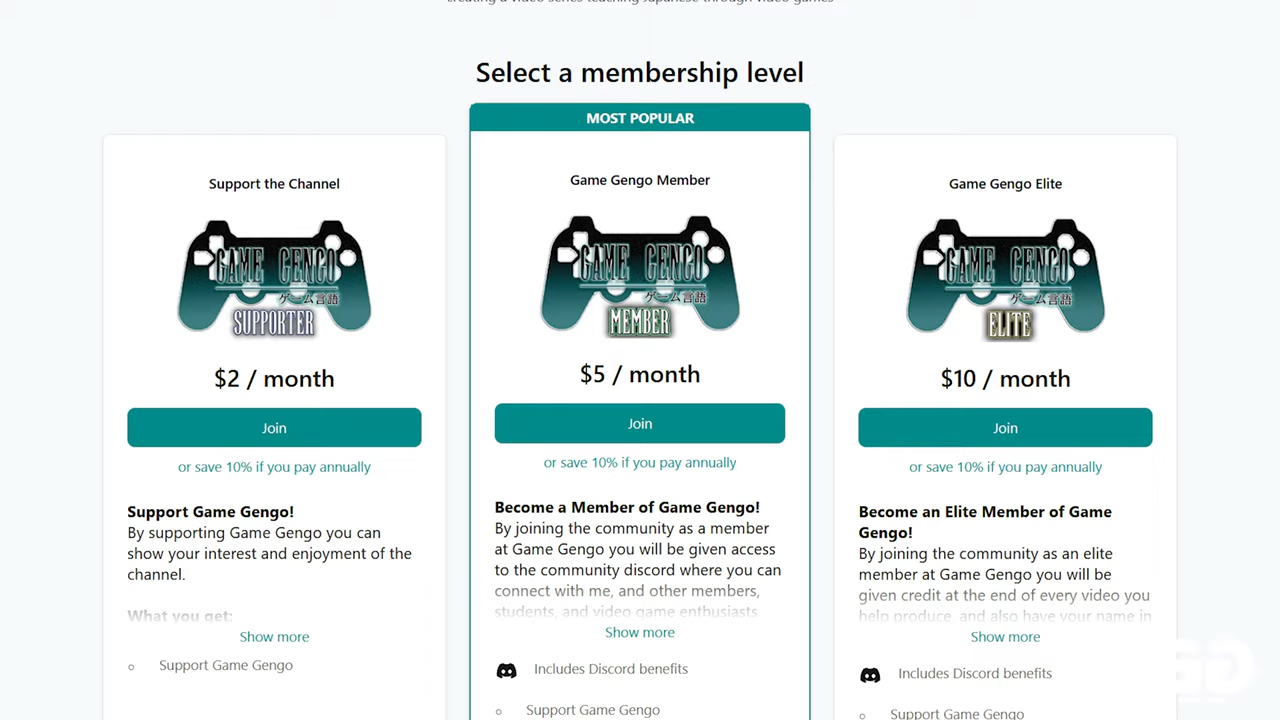 creating a video series teaching Japanese through video games
Select a membership level
MOST POPULAR
Support the Channel
GAME GENGO
ゲーム言語
SUPPORTER
$2 / month
Join
or save 10% if you pay annually
Support Game Gengo!
By supporting Game Gengo you can
show your interest and enjoyment of the
channel.
What you get:
Show more
Support Game Gengo
Game Gengo Member
GAME GENGO
ゲーム言語
MEMBER
$5 / month
Join
or save 10% if you pay annually
Become a Member of Game Gengo!
By joining the community as a member
at Game Gengo you will be given access
to the community discord where you can
connect with me, and other members,
students, and video game enthusiasts
Show more
Includes Discord benefits
Support Game Gengo
Game Gengo Elite
GAME GENGO
ゲーム言語
ELITE
$10 / month
Join
or save 10% if you pay annually
Become an Elite Member of Game
Gengo!
By joining the community as an elite
member at Game Gengo you will be
given credit at the end of every video you
help produce, and also have your name in
Show more
Includes Discord benefits
Support Game Gengo
GG